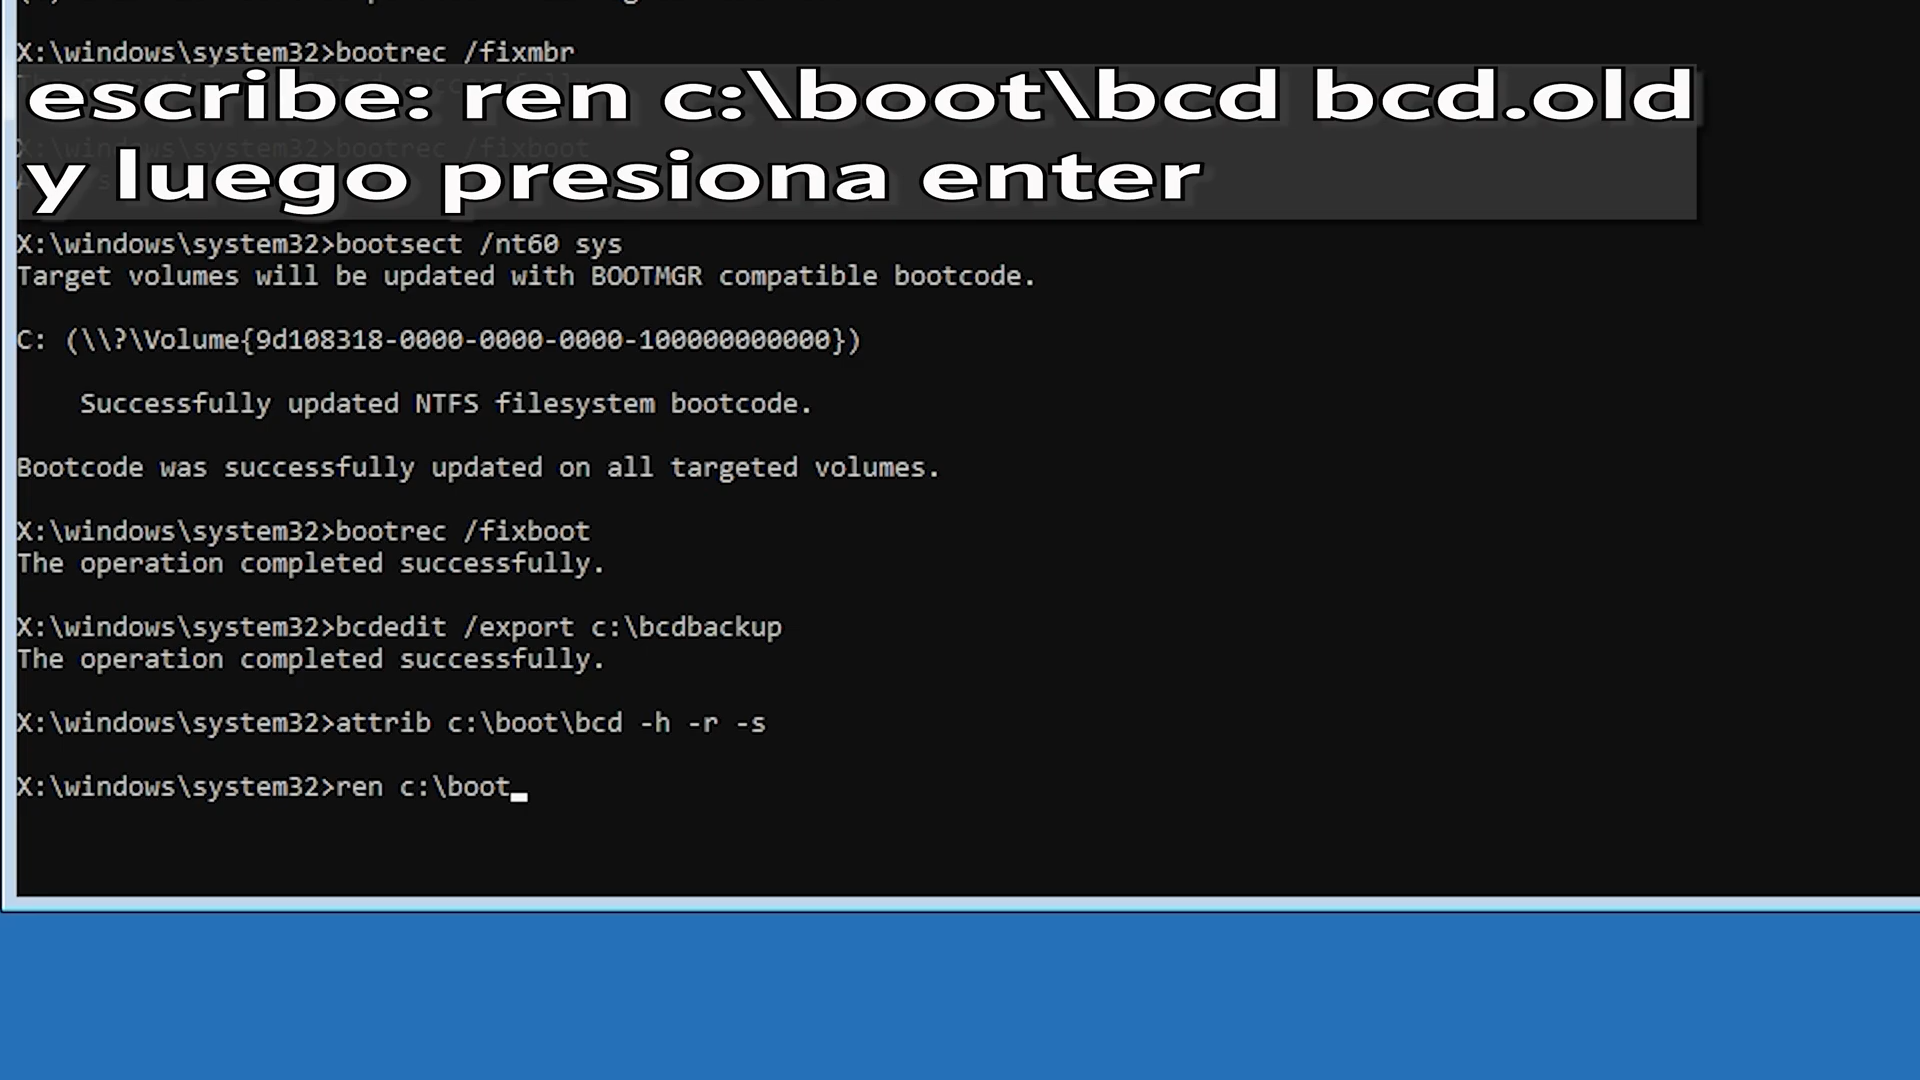 X:\windows\system32>bootrec /fixmbr
escribe: ren c:\boot\bcd bcd.old
y luego presiona enter
X:\windows\system32>bootsect /nt60 sys
Target volumes will be updated with BOOTMGR compatible bootcode.
C: (\\?\Volume{9d108318-0000-0000-0000-100000000000})
Successfully updated NTFS filesystem bootcode.
Bootcode was successfully updated on all targeted volumes.
X:\windows\system32>bootrec /fixboot
The operation completed successfully.
X:\windows\system32>bcdedit /export c:\bcdbackup
The operation completed successfully.
X:\windows\system32>attrib c:\boot\bcd -h -r -s
X:\windows\system32>ren c:\boot